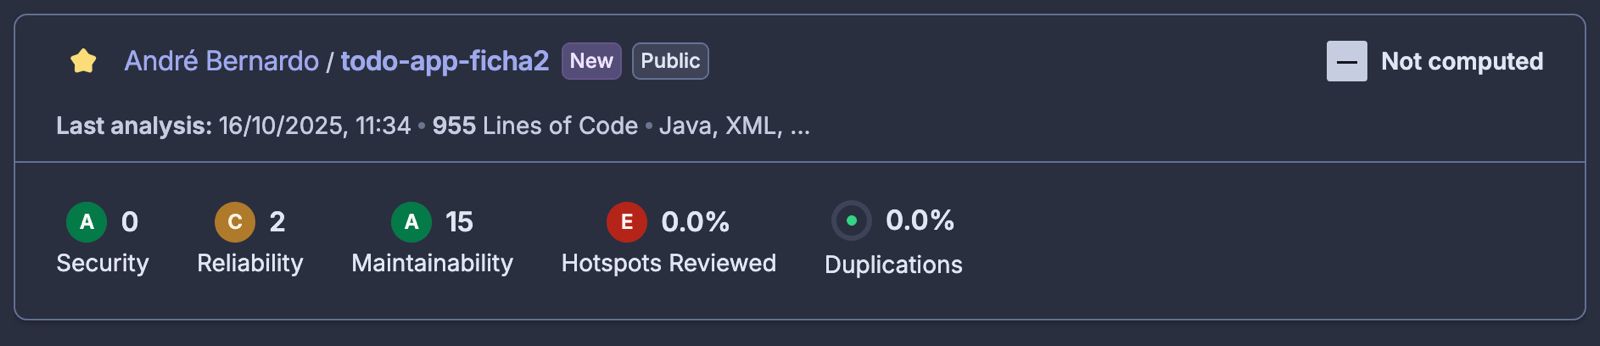 André Bernardo / todo-app-ficha2 New Public
— Not computed
Last analysis: 16/10/2025, 11:34 • 955 Lines of Code • Java, XML, ...
A 0
Security
C 2
Reliability
A 15
Maintainability
E 0.0%
Hotspots Reviewed
0.0%
Duplications